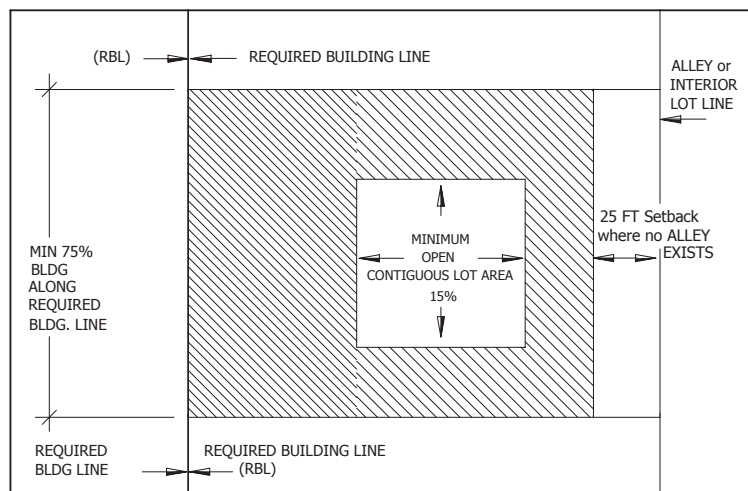 (RBL)
REQUIRED BUILDING LINE
ALLEY or
INTERIOR
LOT LINE
25 FT Setback
where no ALLEY
EXISTS
MINIMUM
OPEN
CONTIGUOUS LOT AREA
15%
MIN 75%
BLDG
ALONG
REQUIRED
BLDG. LINE
REQUIRED
BLDG LINE
REQUIRED BUILDING LINE
(RBL)